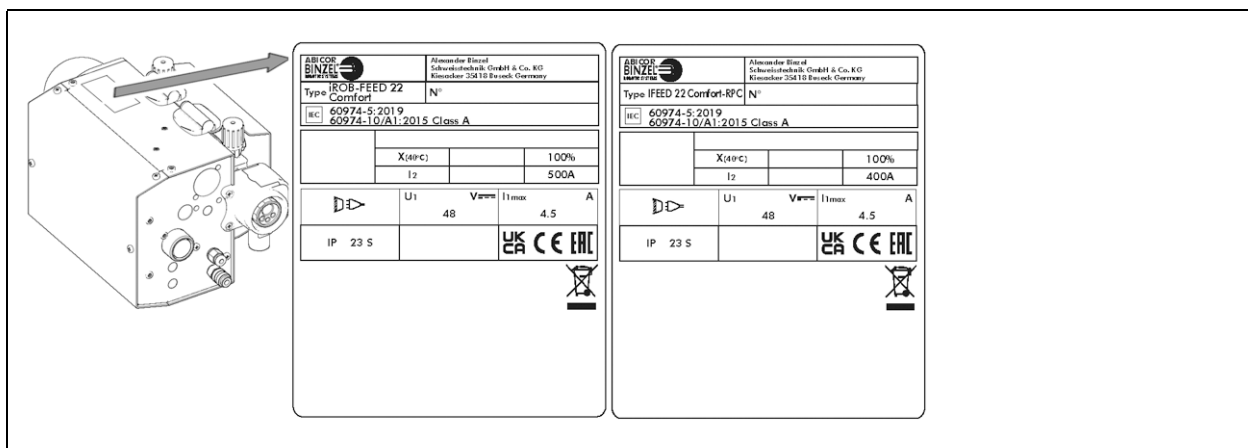 ABICOR
BINZEL
Alexander Binzel
Schweisstechnik GmbH & Co. KG
Kiesacker 35418 Buseck Germany
Type iROB-FEED 22
Comfort
N°
IEC 60974-5:2019
60974-10/A1:2015 Class A
X(40°C) 100%
I2 500A
U1 V I1max A
48 4.5
IP 23 S
UK CA CE EAC
ABICOR
BINZEL
Alexander Binzel
Schweisstechnik GmbH & Co. KG
Kiesacker 35418 Buseck Germany
Type IFEED 22 Comfort-RPC N°
IEC 60974-5:2019
60974-10/A1:2015 Class A
X(40°C) 100%
I2 400A
U1 V I1max A
48 4.5
IP 23 S
UK CA CE EAC